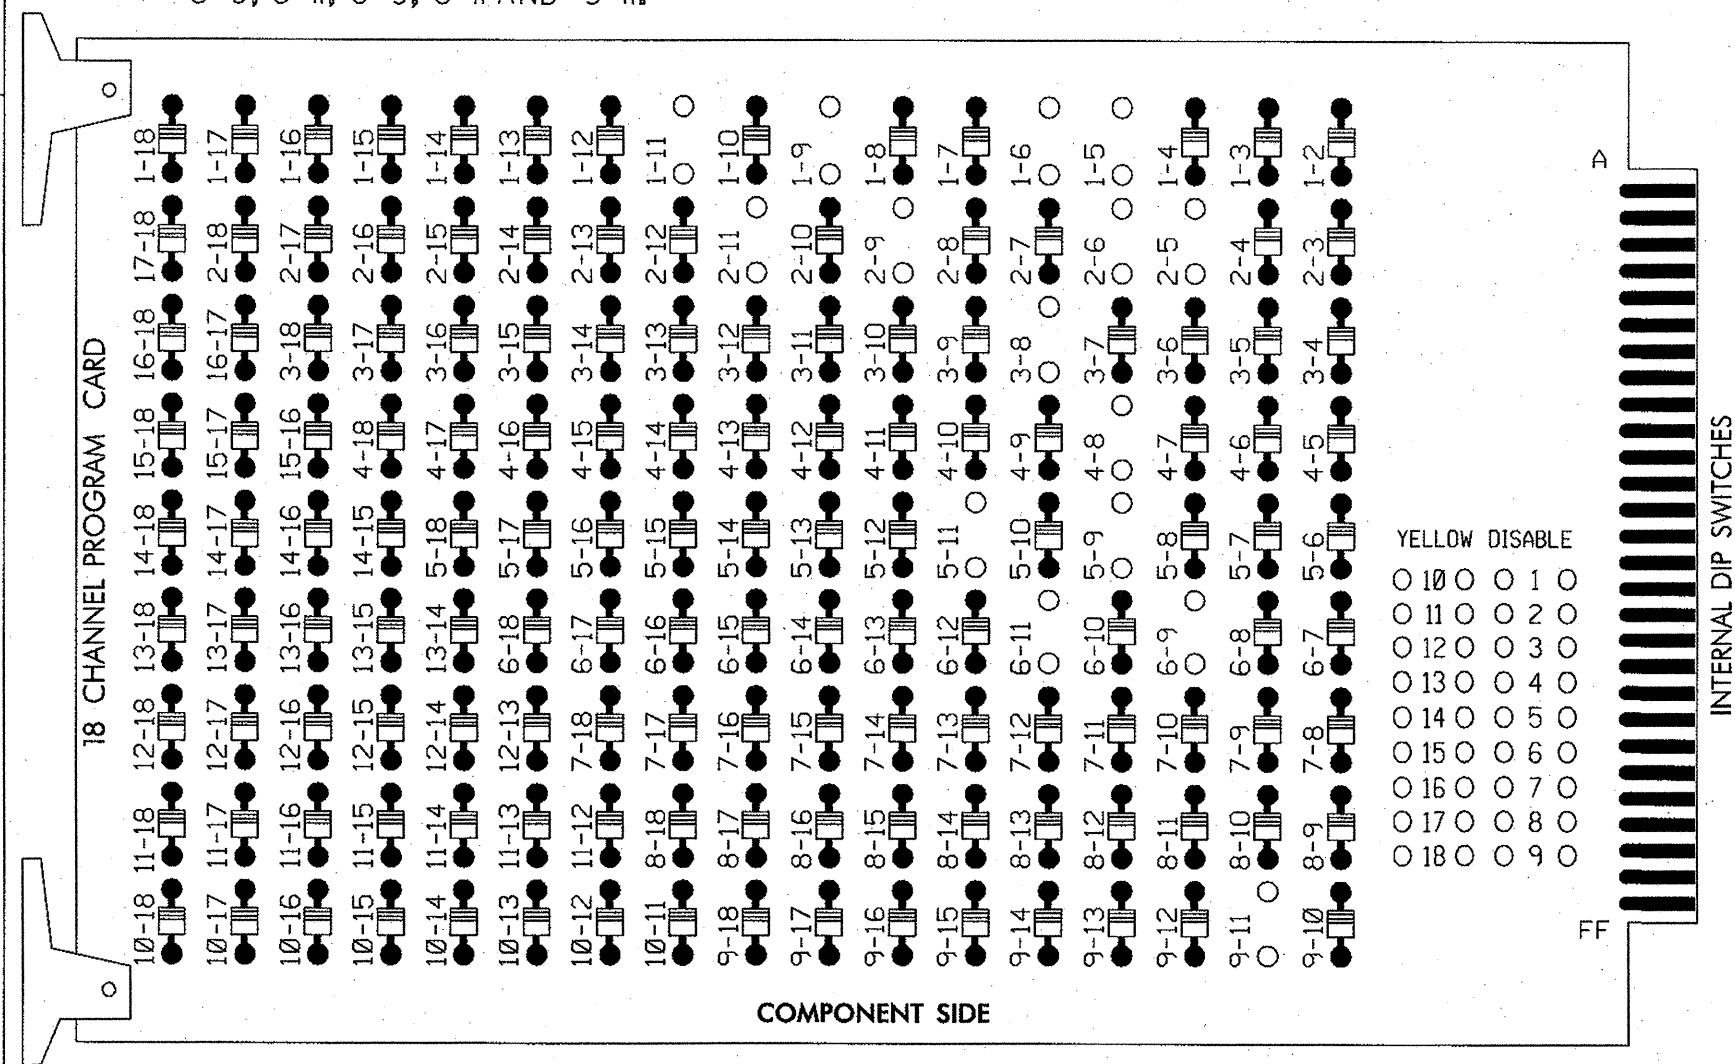 18 CHANNEL PROGRAM CARD
1-18 1-17 1-16 1-15 1-14 1-13 1-12 1-11 1-10 1-9 1-8 1-7 1-6 1-5 1-4 1-3 1-2
17-18 2-18 2-17 2-16 2-15 2-14 2-13 2-12 2-11 2-10 2-9 2-8 2-7 2-6 2-5 2-4 2-3
16-18 16-17 3-18 3-17 3-16 3-15 3-14 3-13 3-12 3-11 3-10 3-9 3-8 3-7 3-6 3-5 3-4
15-18 15-17 15-16 4-18 4-17 4-16 4-15 4-14 4-13 4-12 4-11 4-10 4-9 4-8 4-7 4-6 4-5
14-18 14-17 14-16 14-15 5-18 5-17 5-16 5-15 5-14 5-13 5-12 5-11 5-10 5-9 5-8 5-7 5-6
13-18 13-17 13-16 13-15 13-14 6-18 6-17 6-16 6-15 6-14 6-13 6-12 6-11 6-10 6-9 6-8 6-7
12-18 12-17 12-16 12-15 12-14 12-13 7-18 7-17 7-16 7-15 7-14 7-13 7-12 7-11 7-10 7-9 7-8
11-18 11-17 11-16 11-15 11-14 11-13 11-12 8-18 8-17 8-16 8-15 8-14 8-13 8-12 8-11 8-10 8-9
10-18 10-17 10-16 10-15 10-14 10-13 10-12 10-11 9-18 9-17 9-16 9-15 9-14 9-13 9-12 9-11 9-10
A
YELLOW DISABLE
10 1
11 2
12 3
13 4
14 5
15 6
16 7
17 8
18 9
FF
INTERNAL DIP SWITCHES
COMPONENT SIDE